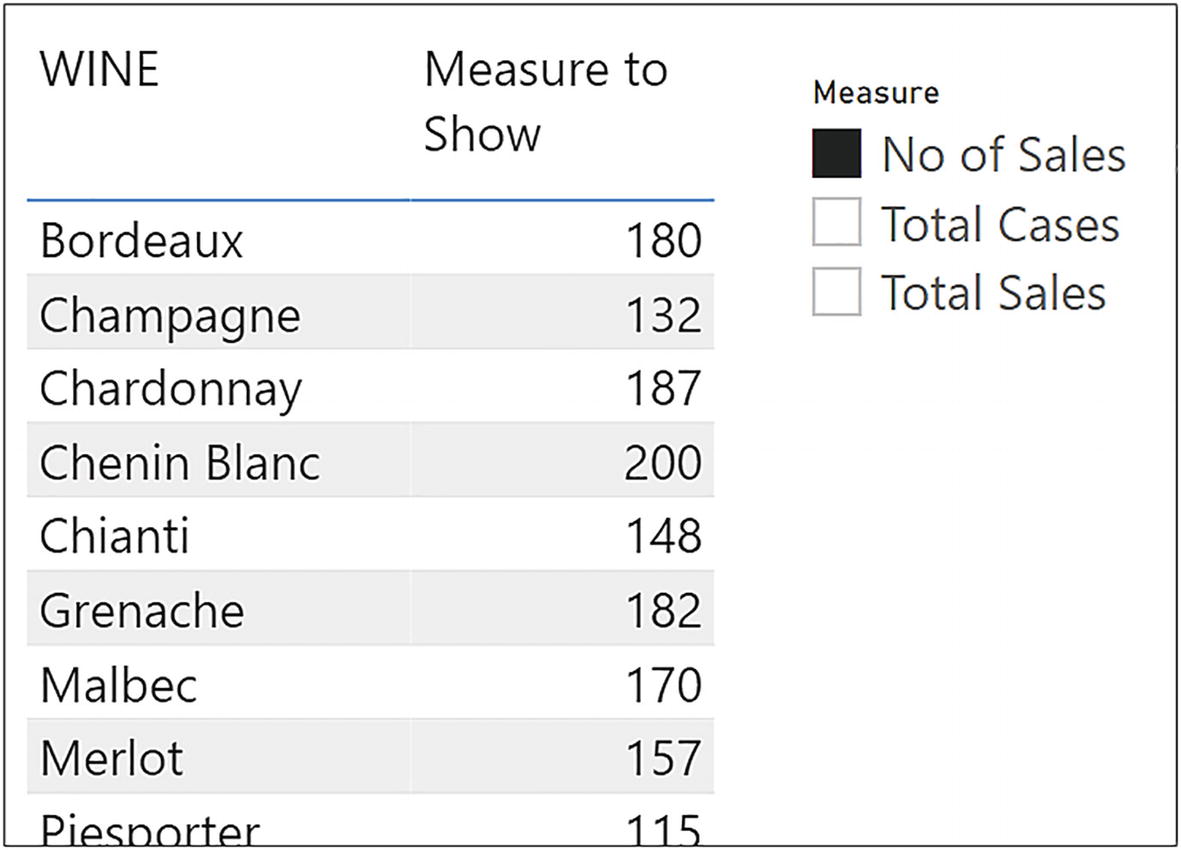 WINE Measure to
Show
Bordeaux 180
Champagne 132
Chardonnay 187
Chenin Blanc 200
Chianti 148
Grenache 182
Malbec 170
Merlot 157
Piesporter 115
Measure
No of Sales
Total Cases
Total Sales